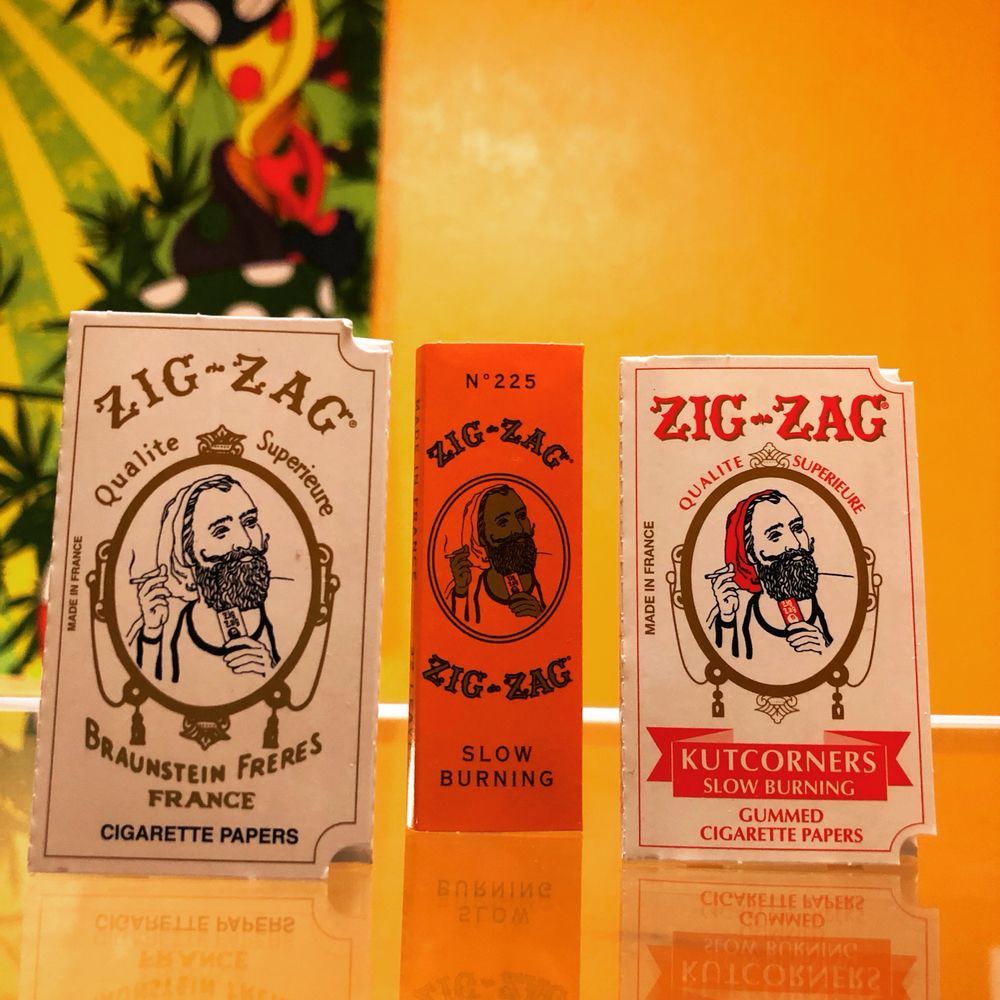 ZIG-ZAG®
Qualite Superieure
MADE IN FRANCE
BRAUNSTEIN FRERES
FRANCE
CIGARETTE PAPERS
N°225
ZIG-ZAG
ZIG-ZAG
SLOW
BURNING
ZIG-ZAG®
QUALITE SUPERIEURE
MADE IN FRANCE
KUTCORNERS
SLOW BURNING
GUMMED
CIGARETTE PAPERS